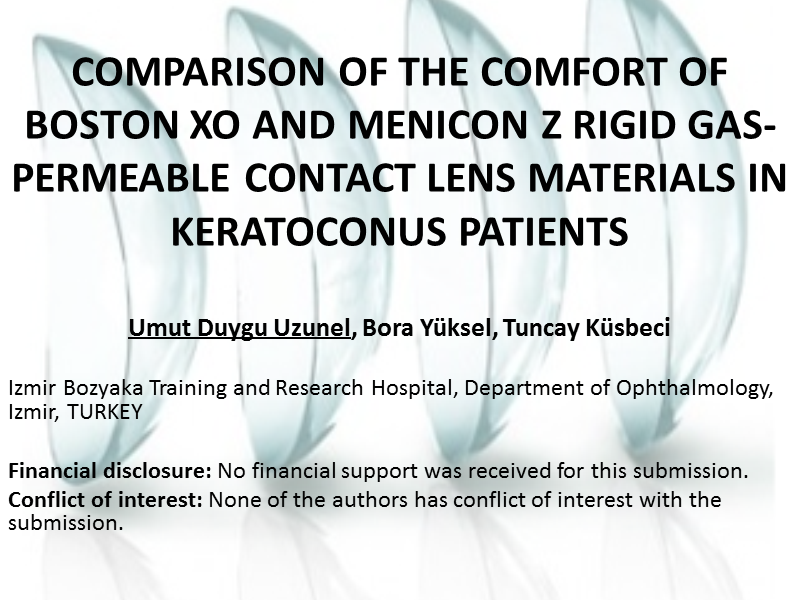 COMPARISON OF THE COMFORT OF
BOSTON XO AND MENICON Z RIGID GAS-
PERMEABLE CONTACT LENS MATERIALS IN
KERATOCONUS PATIENTS
Umut Duygu Uzunel, Bora Yüksel, Tuncay Küsbeci
Izmir Bozyaka Training and Research Hospital, Department of Ophthalmology,
Izmir, TURKEY
Financial disclosure: No financial support was received for this submission.
Conflict of interest: None of the authors has conflict of interest with the
submission.